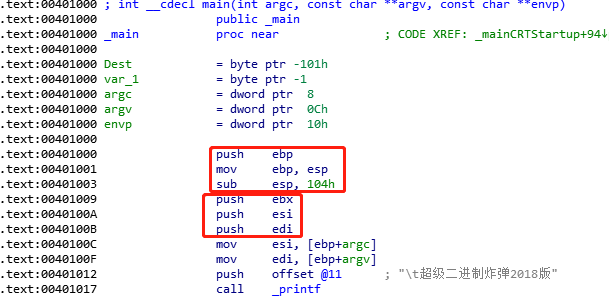 .text:00401000 ; int __cdecl main(int argc, const char **argv, const char **envp)
.text:00401000                 public _main
.text:00401000 _main           proc near               ; CODE XREF: _mainCRTStartup+94↓
.text:00401000
.text:00401000 Dest            = byte ptr -101h
.text:00401000 var_1           = byte ptr -1
.text:00401000 argc            = dword ptr  8
.text:00401000 argv            = dword ptr  0Ch
.text:00401000 envp            = dword ptr  10h
.text:00401000
.text:00401000                 push    ebp
.text:00401001                 mov     ebp, esp
.text:00401003                 sub     esp, 104h
.text:00401009                 push    ebx
.text:0040100A                 push    esi
.text:0040100B                 push    edi
.text:0040100C                 mov     esi, [ebp+argc]
.text:0040100F                 mov     edi, [ebp+argv]
.text:00401012                 push    offset @11      ; "\t超级二进制炸弹2018版"
.text:00401017                 call    _printf